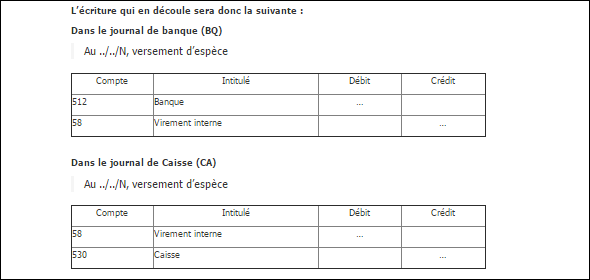 L'écriture qui en découle sera donc la suivante :
Dans le journal de banque (BQ)
Au ../../N, versement d'espèce
Compte Intitulé Débit Crédit
512 Banque ...
58 Virement interne ...
Dans le journal de Caisse (CA)
Au ../../N, versement d'espèce
Compte Intitulé Débit Crédit
58 Virement interne ...
530 Caisse ...